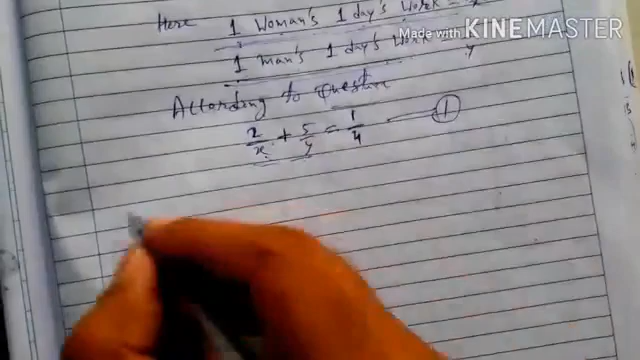 Here 1 Woman's 1 day's work =
1 man's 1 day's work =
According to Question
2/x + 5/y = 1/4 ①
Made with KINEMASTER